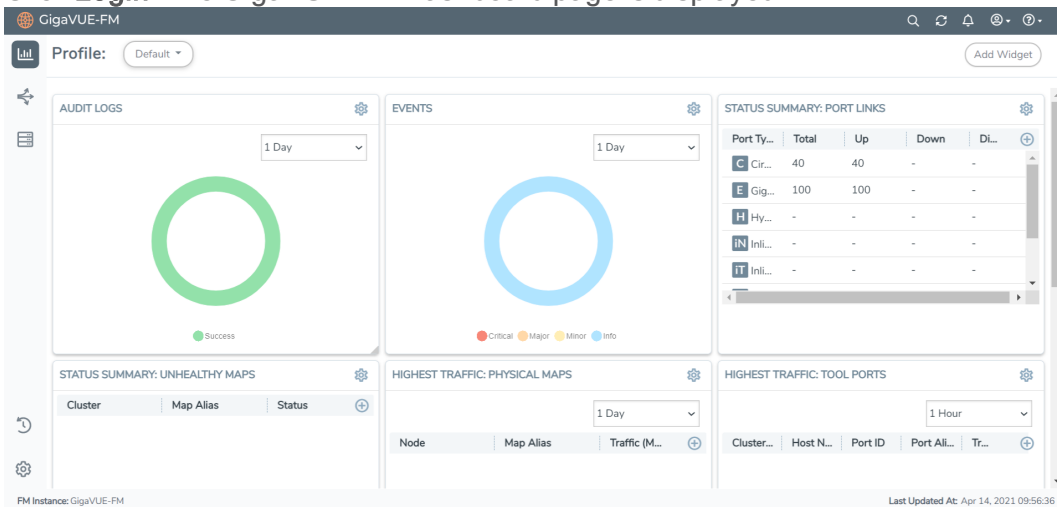 GigaVUE-FM
Profile: Default
Add Widget
AUDIT LOGS
1 Day
Success
EVENTS
1 Day
Critical Major Minor Info
STATUS SUMMARY: PORT LINKS
Port Ty... Total Up Down Di...
C Cir... 40 40 - -
E Gig... 100 100 - -
H Hy... - - - -
iN Inli... - - - -
iT Inli... - - - -
STATUS SUMMARY: UNHEALTHY MAPS
Cluster Map Alias Status
HIGHEST TRAFFIC: PHYSICAL MAPS
1 Day
Node Map Alias Traffic (M...
HIGHEST TRAFFIC: TOOL PORTS
1 Hour
Cluster... Host N... Port ID Port Ali... Tr...
FM Instance: GigaVUE-FM
Last Updated At: Apr 14, 2021 09:56:36